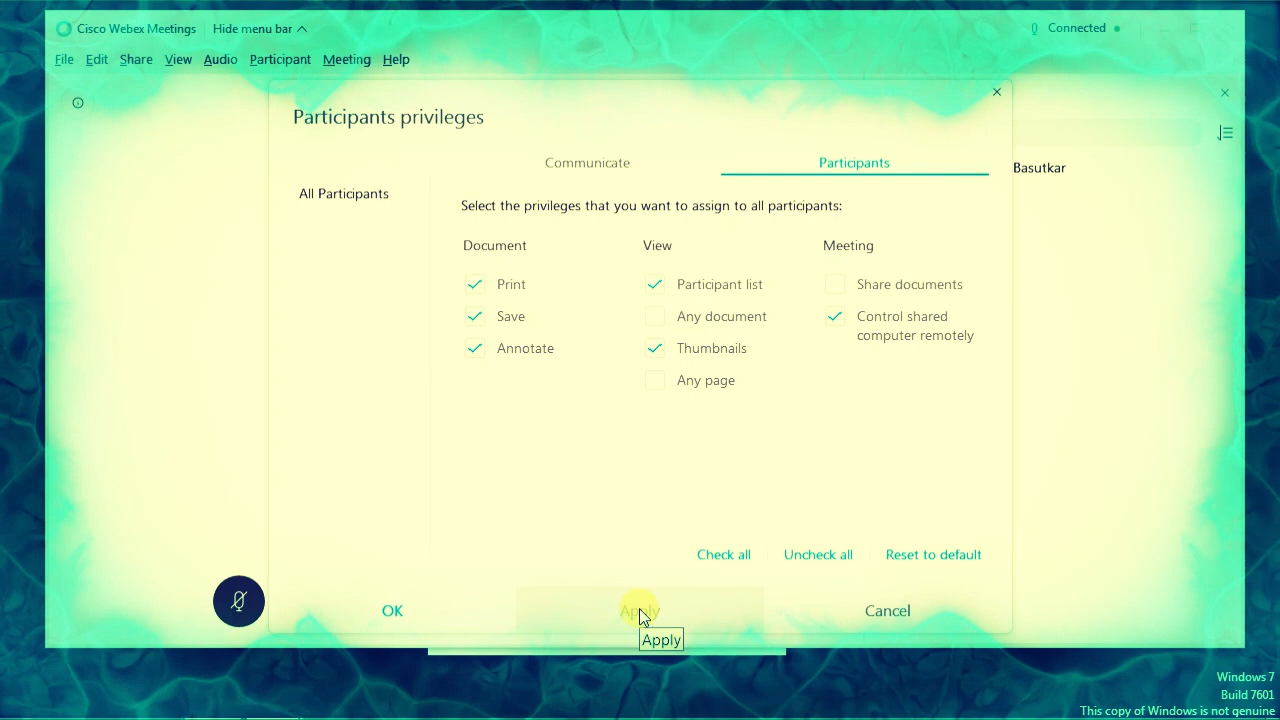 Cisco Webex Meetings Hide menu bar Connected
File Edit Share View Audio Participant Meeting Help
Participants privileges
Communicate Participants
Basutkar
All Participants
Select the privileges that you want to assign to all participants:
Document View Meeting
Print Participant list Share documents
Save Any document Control shared
computer remotely
Annotate Thumbnails
Any page
Check all Uncheck all Reset to default
OK Apply Cancel
Apply
Windows 7
Build 7601
This copy of Windows is not genuine